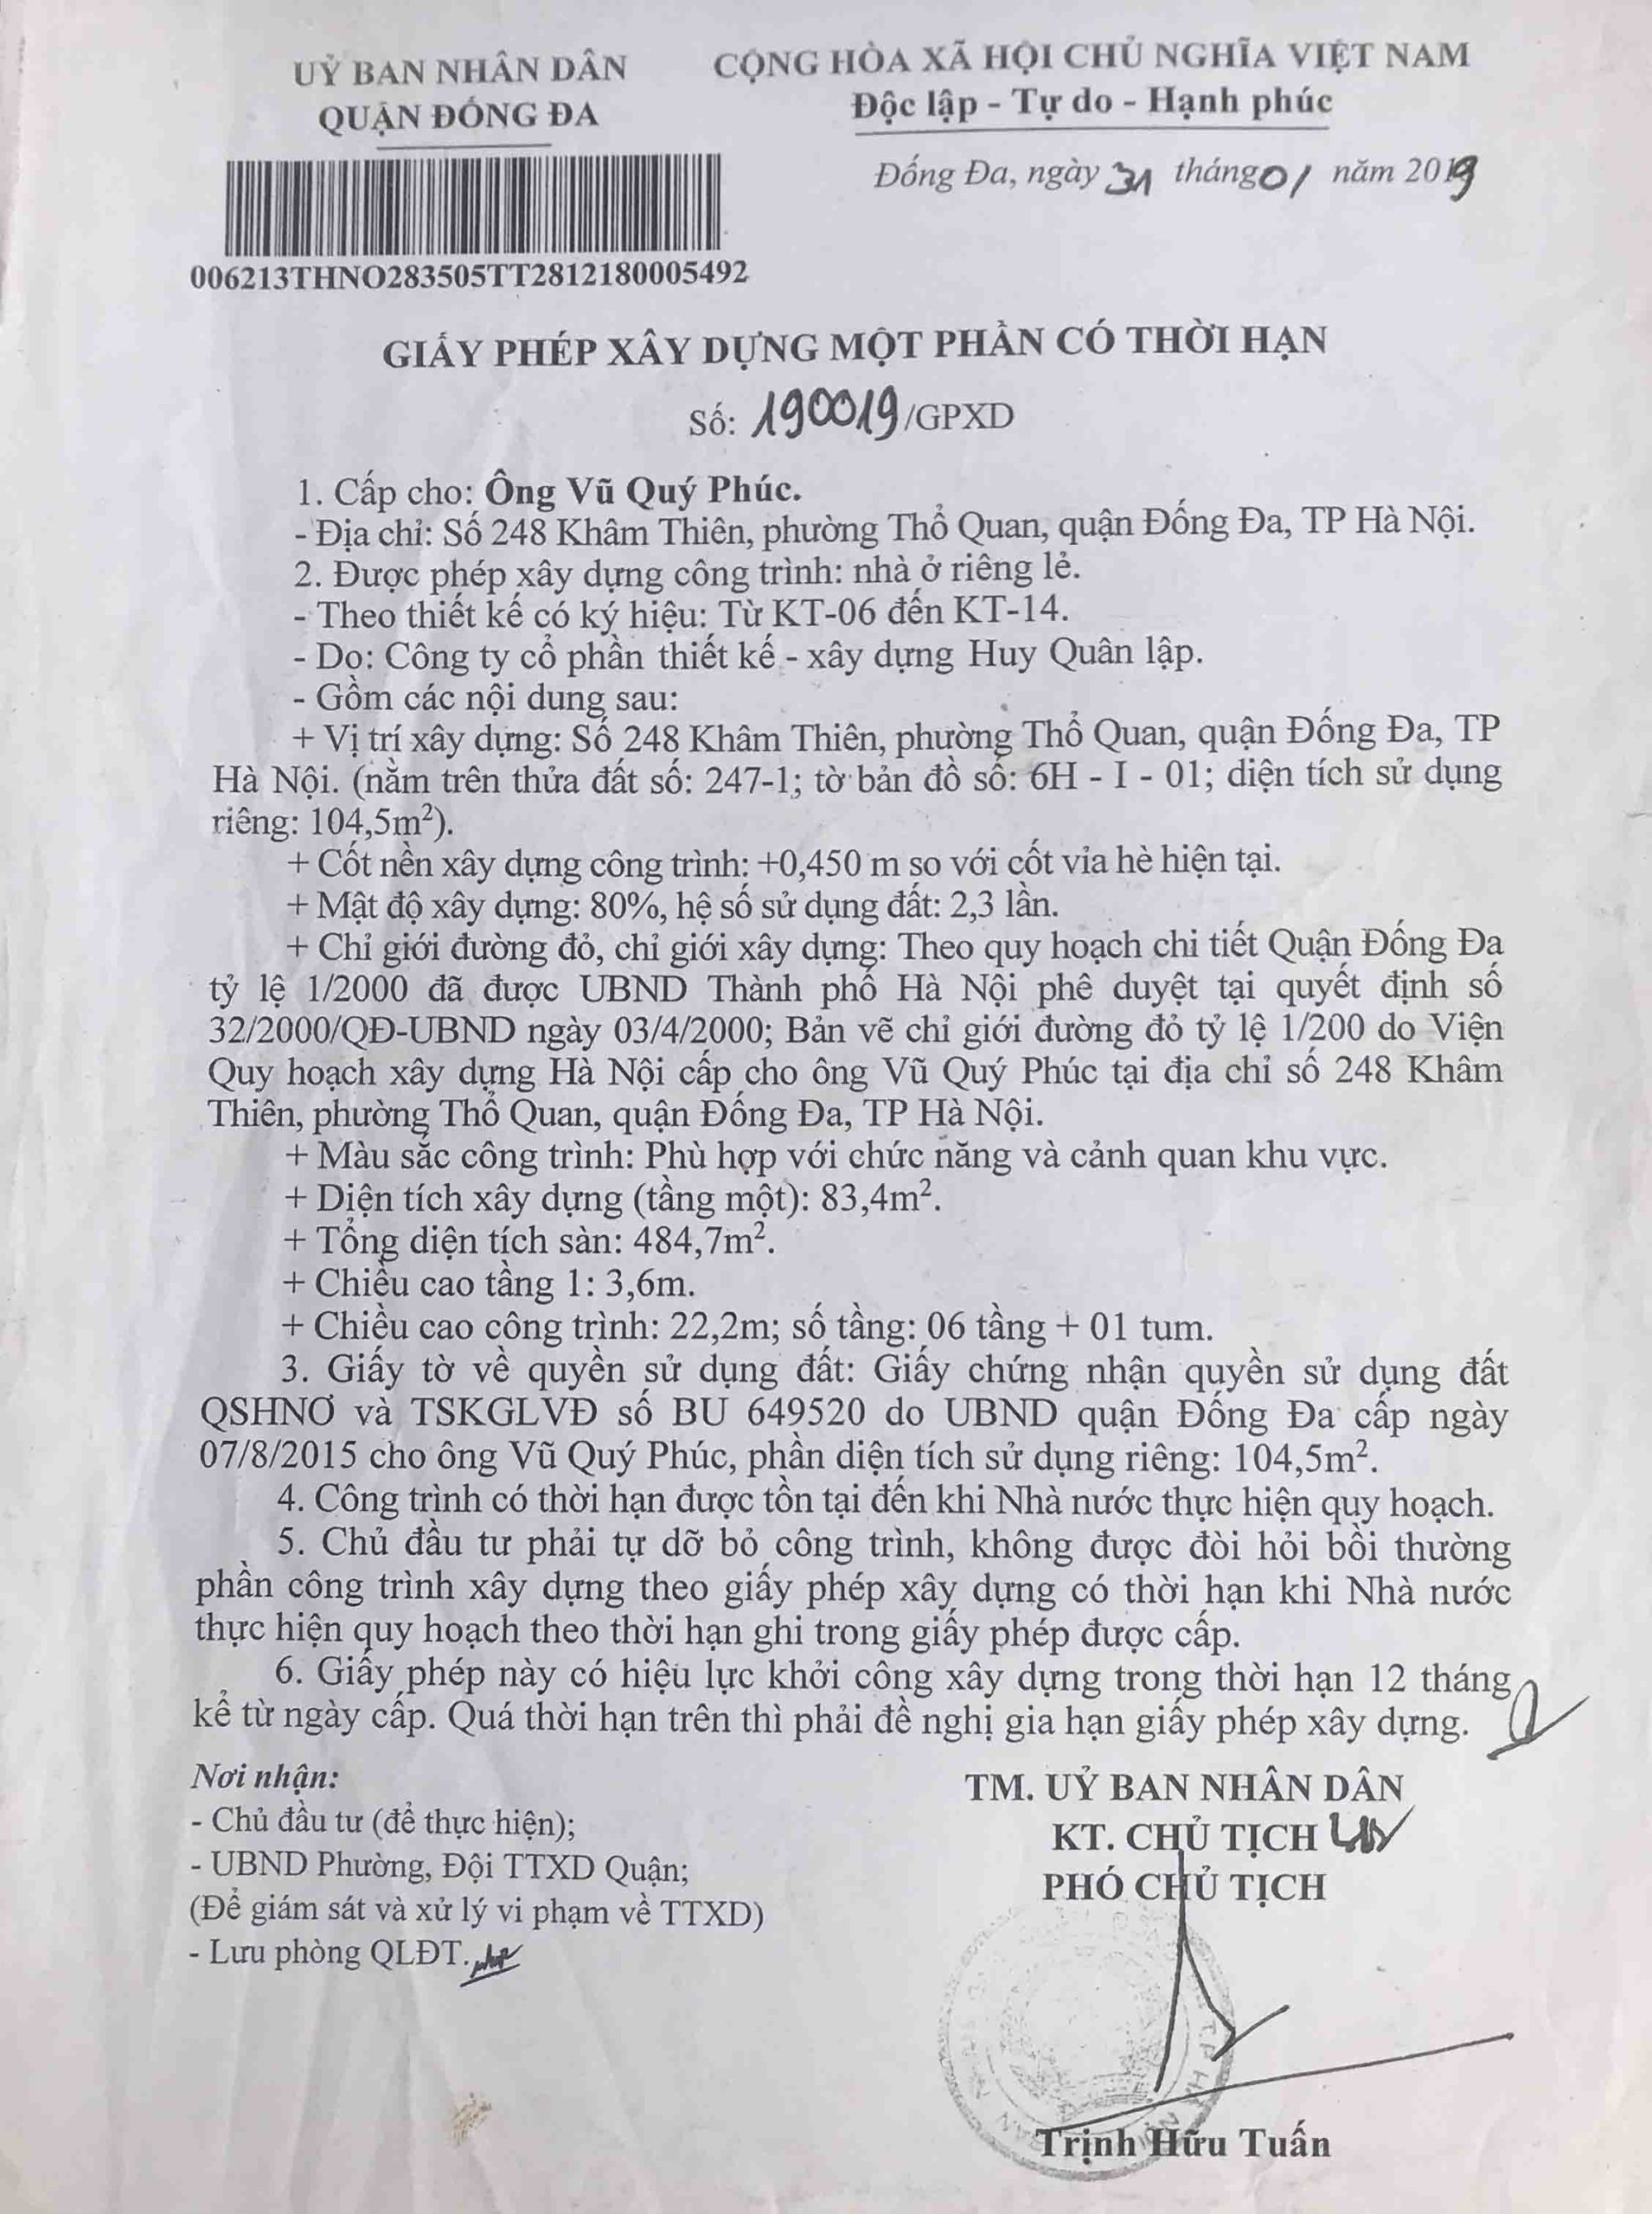 UỶ BAN NHÂN DÂN
QUẬN ĐỐNG ĐA
CỘNG HÒA XÃ HỘI CHỦ NGHĨA VIỆT NAM
Độc lập - Tự do - Hạnh phúc
Đống Đa, ngày 31 tháng 01 năm 2019
006213THNO283505TT2812180005492
GIẤY PHÉP XÂY DỰNG MỘT PHẦN CÓ THỜI HẠN
Số: 190019/GPXD
1. Cấp cho: Ông Vũ Quý Phúc.
- Địa chỉ: Số 248 Khâm Thiên, phường Thổ Quan, quận Đống Đa, TP Hà Nội.
2. Được phép xây dựng công trình: nhà ở riêng lẻ.
- Theo thiết kế có ký hiệu: Từ KT-06 đến KT-14.
- Do: Công ty cổ phần thiết kế - xây dựng Huy Quân lập.
- Gồm các nội dung sau:
+ Vị trí xây dựng: Số 248 Khâm Thiên, phường Thổ Quan, quận Đống Đa, TP
Hà Nội. (nằm trên thửa đất số: 247-1; tờ bản đồ số: 6H - I - 01; diện tích sử dụng
riêng: 104,5m²).
+ Cốt nền xây dựng công trình: +0,450 m so với cốt vỉa hè hiện tại.
+ Mật độ xây dựng: 80%, hệ số sử dụng đất: 2,3 lần.
+ Chỉ giới đường đỏ, chỉ giới xây dựng: Theo quy hoạch chi tiết Quận Đống Đa
tỷ lệ 1/2000 đã được UBND Thành phố Hà Nội phê duyệt tại quyết định số
32/2000/QĐ-UBND ngày 03/4/2000; Bản vẽ chỉ giới đường đỏ tỷ lệ 1/200 do Viện
Quy hoạch xây dựng Hà Nội cấp cho ông Vũ Quý Phúc tại địa chỉ số 248 Khâm
Thiên, phường Thổ Quan, quận Đống Đa, TP Hà Nội.
+ Màu sắc công trình: Phù hợp với chức năng và cảnh quan khu vực.
+ Diện tích xây dựng (tầng một): 83,4m².
+ Tổng diện tích sàn: 484,7m².
+ Chiều cao tầng 1: 3,6m.
+ Chiều cao công trình: 22,2m; số tầng: 06 tầng + 01 tum.
3. Giấy tờ về quyền sử dụng đất: Giấy chứng nhận quyền sử dụng đất
QSHNƠ và TSKGLVĐ số BU 649520 do UBND quận Đống Đa cấp ngày
07/8/2015 cho ông Vũ Quý Phúc, phần diện tích sử dụng riêng: 104,5m².
4. Công trình có thời hạn được tồn tại đến khi Nhà nước thực hiện quy hoạch.
5. Chủ đầu tư phải tự dỡ bỏ công trình, không được đòi hỏi bồi thường
phần công trình xây dựng theo giấy phép xây dựng có thời hạn khi Nhà nước
thực hiện quy hoạch theo thời hạn ghi trong giấy phép được cấp.
6. Giấy phép này có hiệu lực khởi công xây dựng trong thời hạn 12 tháng
kể từ ngày cấp. Quá thời hạn trên thì phải đề nghị gia hạn giấy phép xây dựng.
Nơi nhận:
- Chủ đầu tư (để thực hiện);
- UBND Phường, Đội TTXD Quận;
(Để giám sát và xử lý vi phạm về TTXD)
- Lưu phòng QLĐT.
TM. UỶ BAN NHÂN DÂN
KT. CHỦ TỊCH
PHÓ CHỦ TỊCH
Trịnh Hữu Tuấn